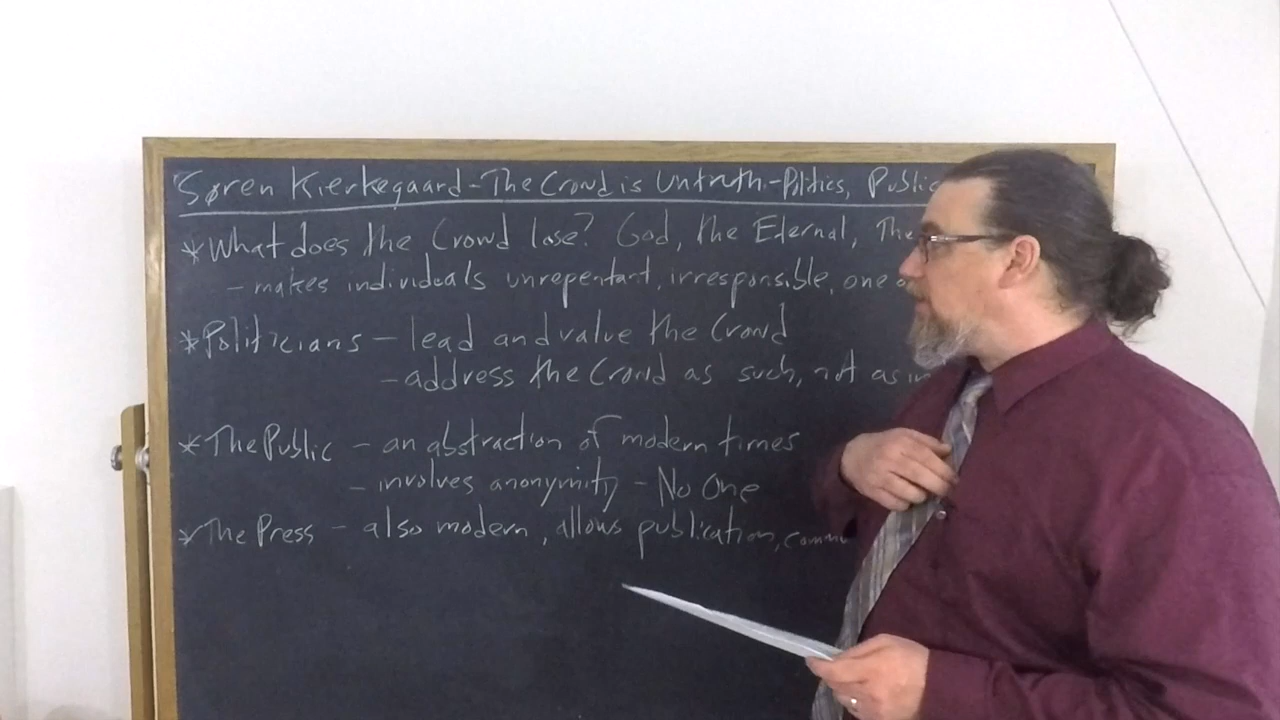 Søren Kierkegaard - The Crowd is Untruth - Politics, Public
* What does the Crowd lose? God, the Eternal, The
- makes individuals unrepentant, irresponsible, one
* Politicians - lead and value the Crowd
- address the Crowd as such, not as in
* The Public - an abstraction of modern times
- involves anonymity - No One
* The Press - also modern, allows publication, commu